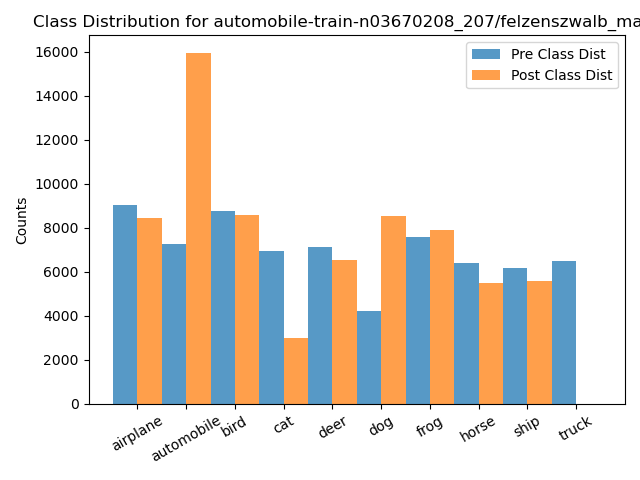 Class Distribution for automobile-train-n03670208_207/felzenszwalb_ma
Pre Class Dist
Post Class Dist
Counts
16000
14000
12000
10000
8000
6000
4000
2000
0
airplane
automobile
bird
cat
deer
dog
frog
horse
ship
truck